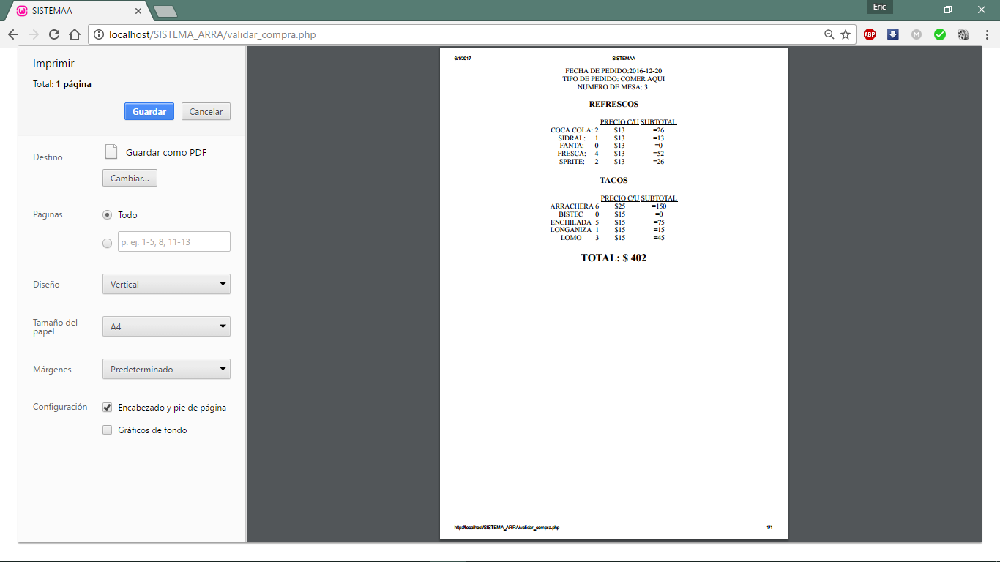 SISTEMAA
Eric
localhost/SISTEMA_ARRA/validar_compra.php
ABP
M
Imprimir
Total: 1 página
Guardar
Cancelar
Destino
Guardar como PDF
Cambiar...
Páginas
Todo
p. ej. 1-5, 8, 11-13
Diseño
Vertical
Tamaño del papel
A4
Márgenes
Predeterminado
Configuración
Encabezado y pie de página
Gráficos de fondo
6/1/2017 SISTEMAA
FECHA DE PEDIDO:2016-12-20
TIPO DE PEDIDO: COMER AQUI
NUMERO DE MESA: 3
REFRESCOS
PRECIO C/U SUBTOTAL
COCA COLA: 2 $13 =26
SIDRAL: 1 $13 =13
FANTA: 0 $13 =0
FRESCA: 4 $13 =52
SPRITE: 2 $13 =26
TACOS
PRECIO C/U SUBTOTAL
ARRACHERA 6 $25 =150
BISTEC 0 $15 =0
ENCHILADA 5 $15 =75
LONGANIZA 1 $15 =15
LOMO 3 $15 =45
TOTAL: $ 402
http://localhost/SISTEMA_ARRA/validar_compra.php 1/1